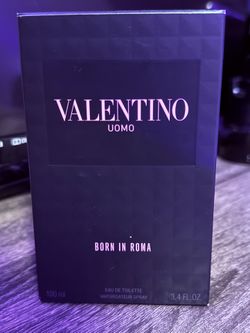 VALENTINO
UOMO
BORN IN ROMA
EAU DE TOILETTE
100 ml VAPORISATEUR SPRAY 3.4 FL.OZ